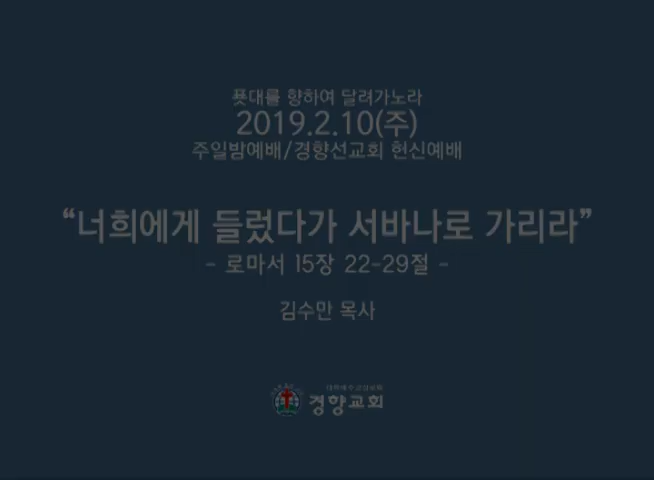 푯대를 향하여 달려가노라
2019.2.10(주)
주일밤예배/경향선교회 헌신예배
“너희에게 들렀다가 서바나로 가리라”
- 로마서 15장 22-29절 -
김수만 목사
경향교회